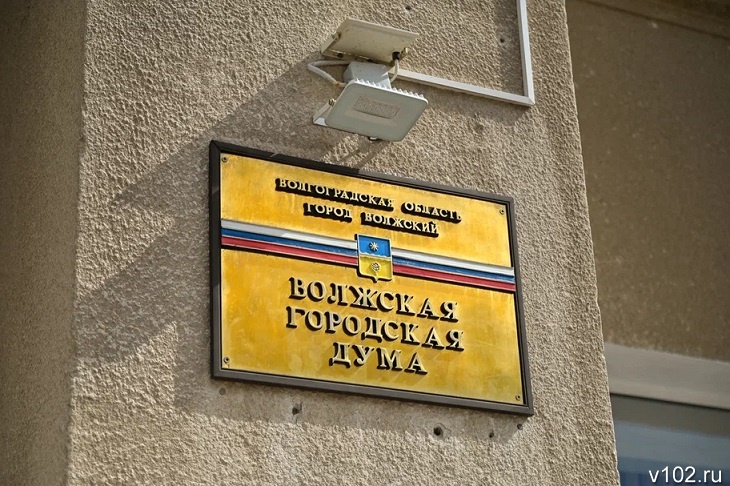 ВОЛГОГРАДСКАЯ ОБЛАСТЬ
ГОРОД ВОЛЖСКИЙ
ВОЛЖСКАЯ
ГОРОДСКАЯ
ДУМА
v102.ru